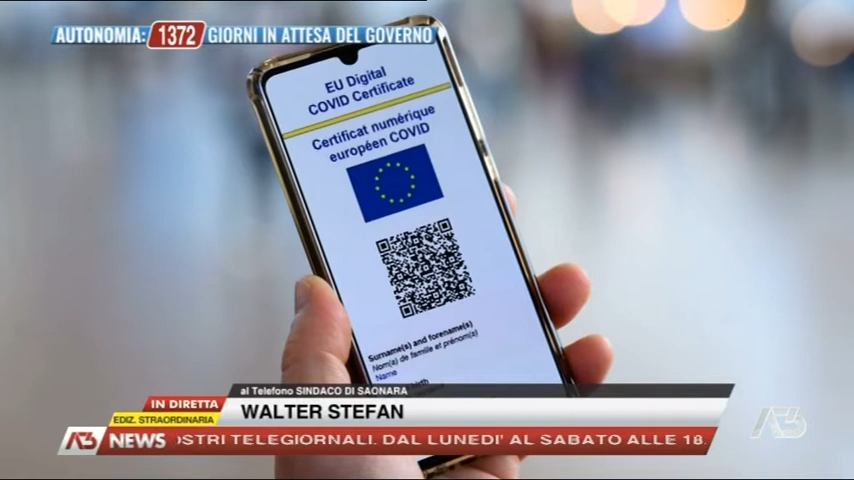 AUTONOMIA: 1372 GIORNI IN ATTESA DEL GOVERNO
EU Digital
COVID Certificate
Certificat numérique
européen COVID
Surname(s) and forename(s)
Nom(s) de famille et prénom(s)
Name
al Telefono SINDACO DI SAONARA
IN DIRETTA
WALTER STEFAN
EDIZ. STRAORDINARIA
A3 NEWS
OSTRI TELEGIORNALI. DAL LUNEDI' AL SABATO ALLE 18.
A3